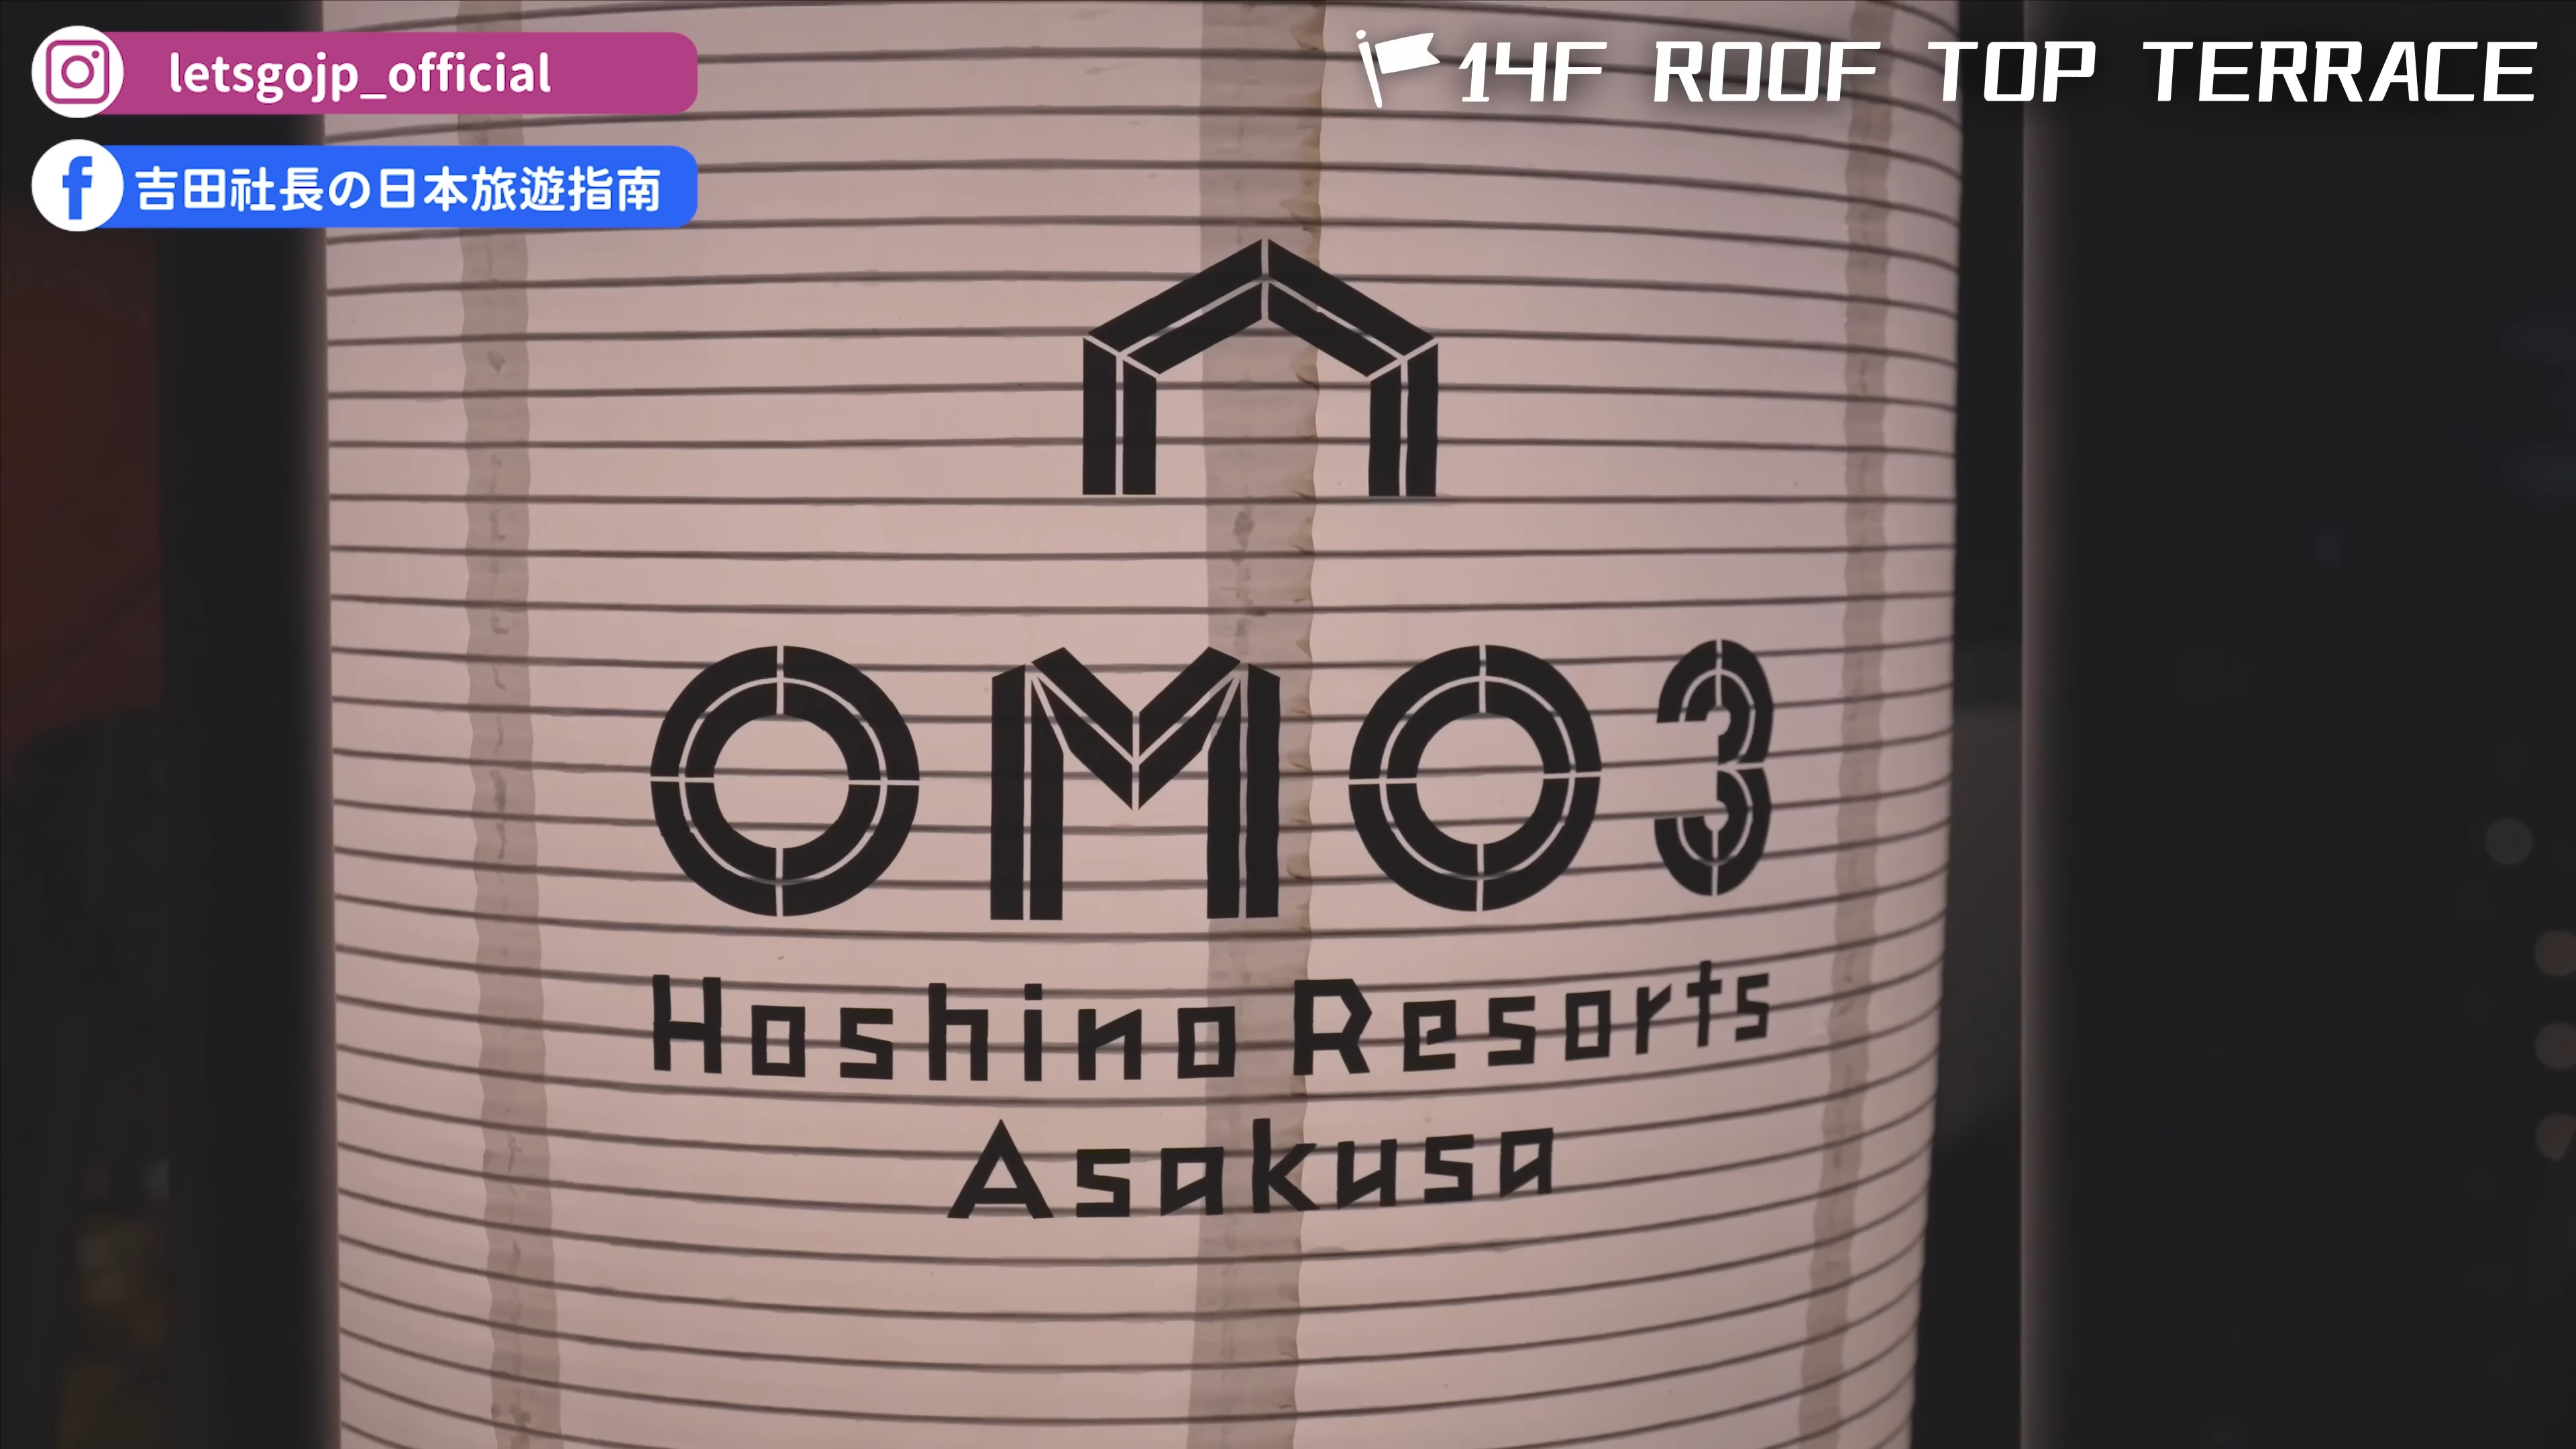 letsgojp_official
吉田社長の日本旅遊指南
14F ROOF TOP TERRACE
OMO3
Hoshino Resorts
Asakusa